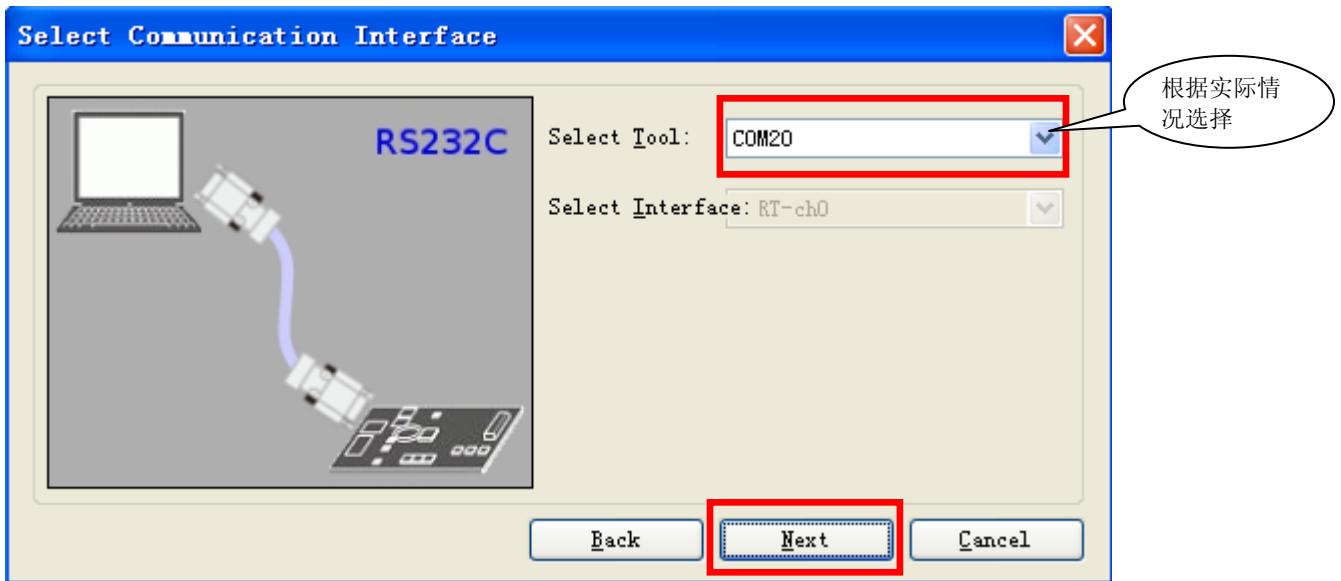 Select Communication Interface
RS232C
Select Tool:
COM20
根据实际情
况选择
Select Interface:
RT-ch0
Back
Next
Cancel